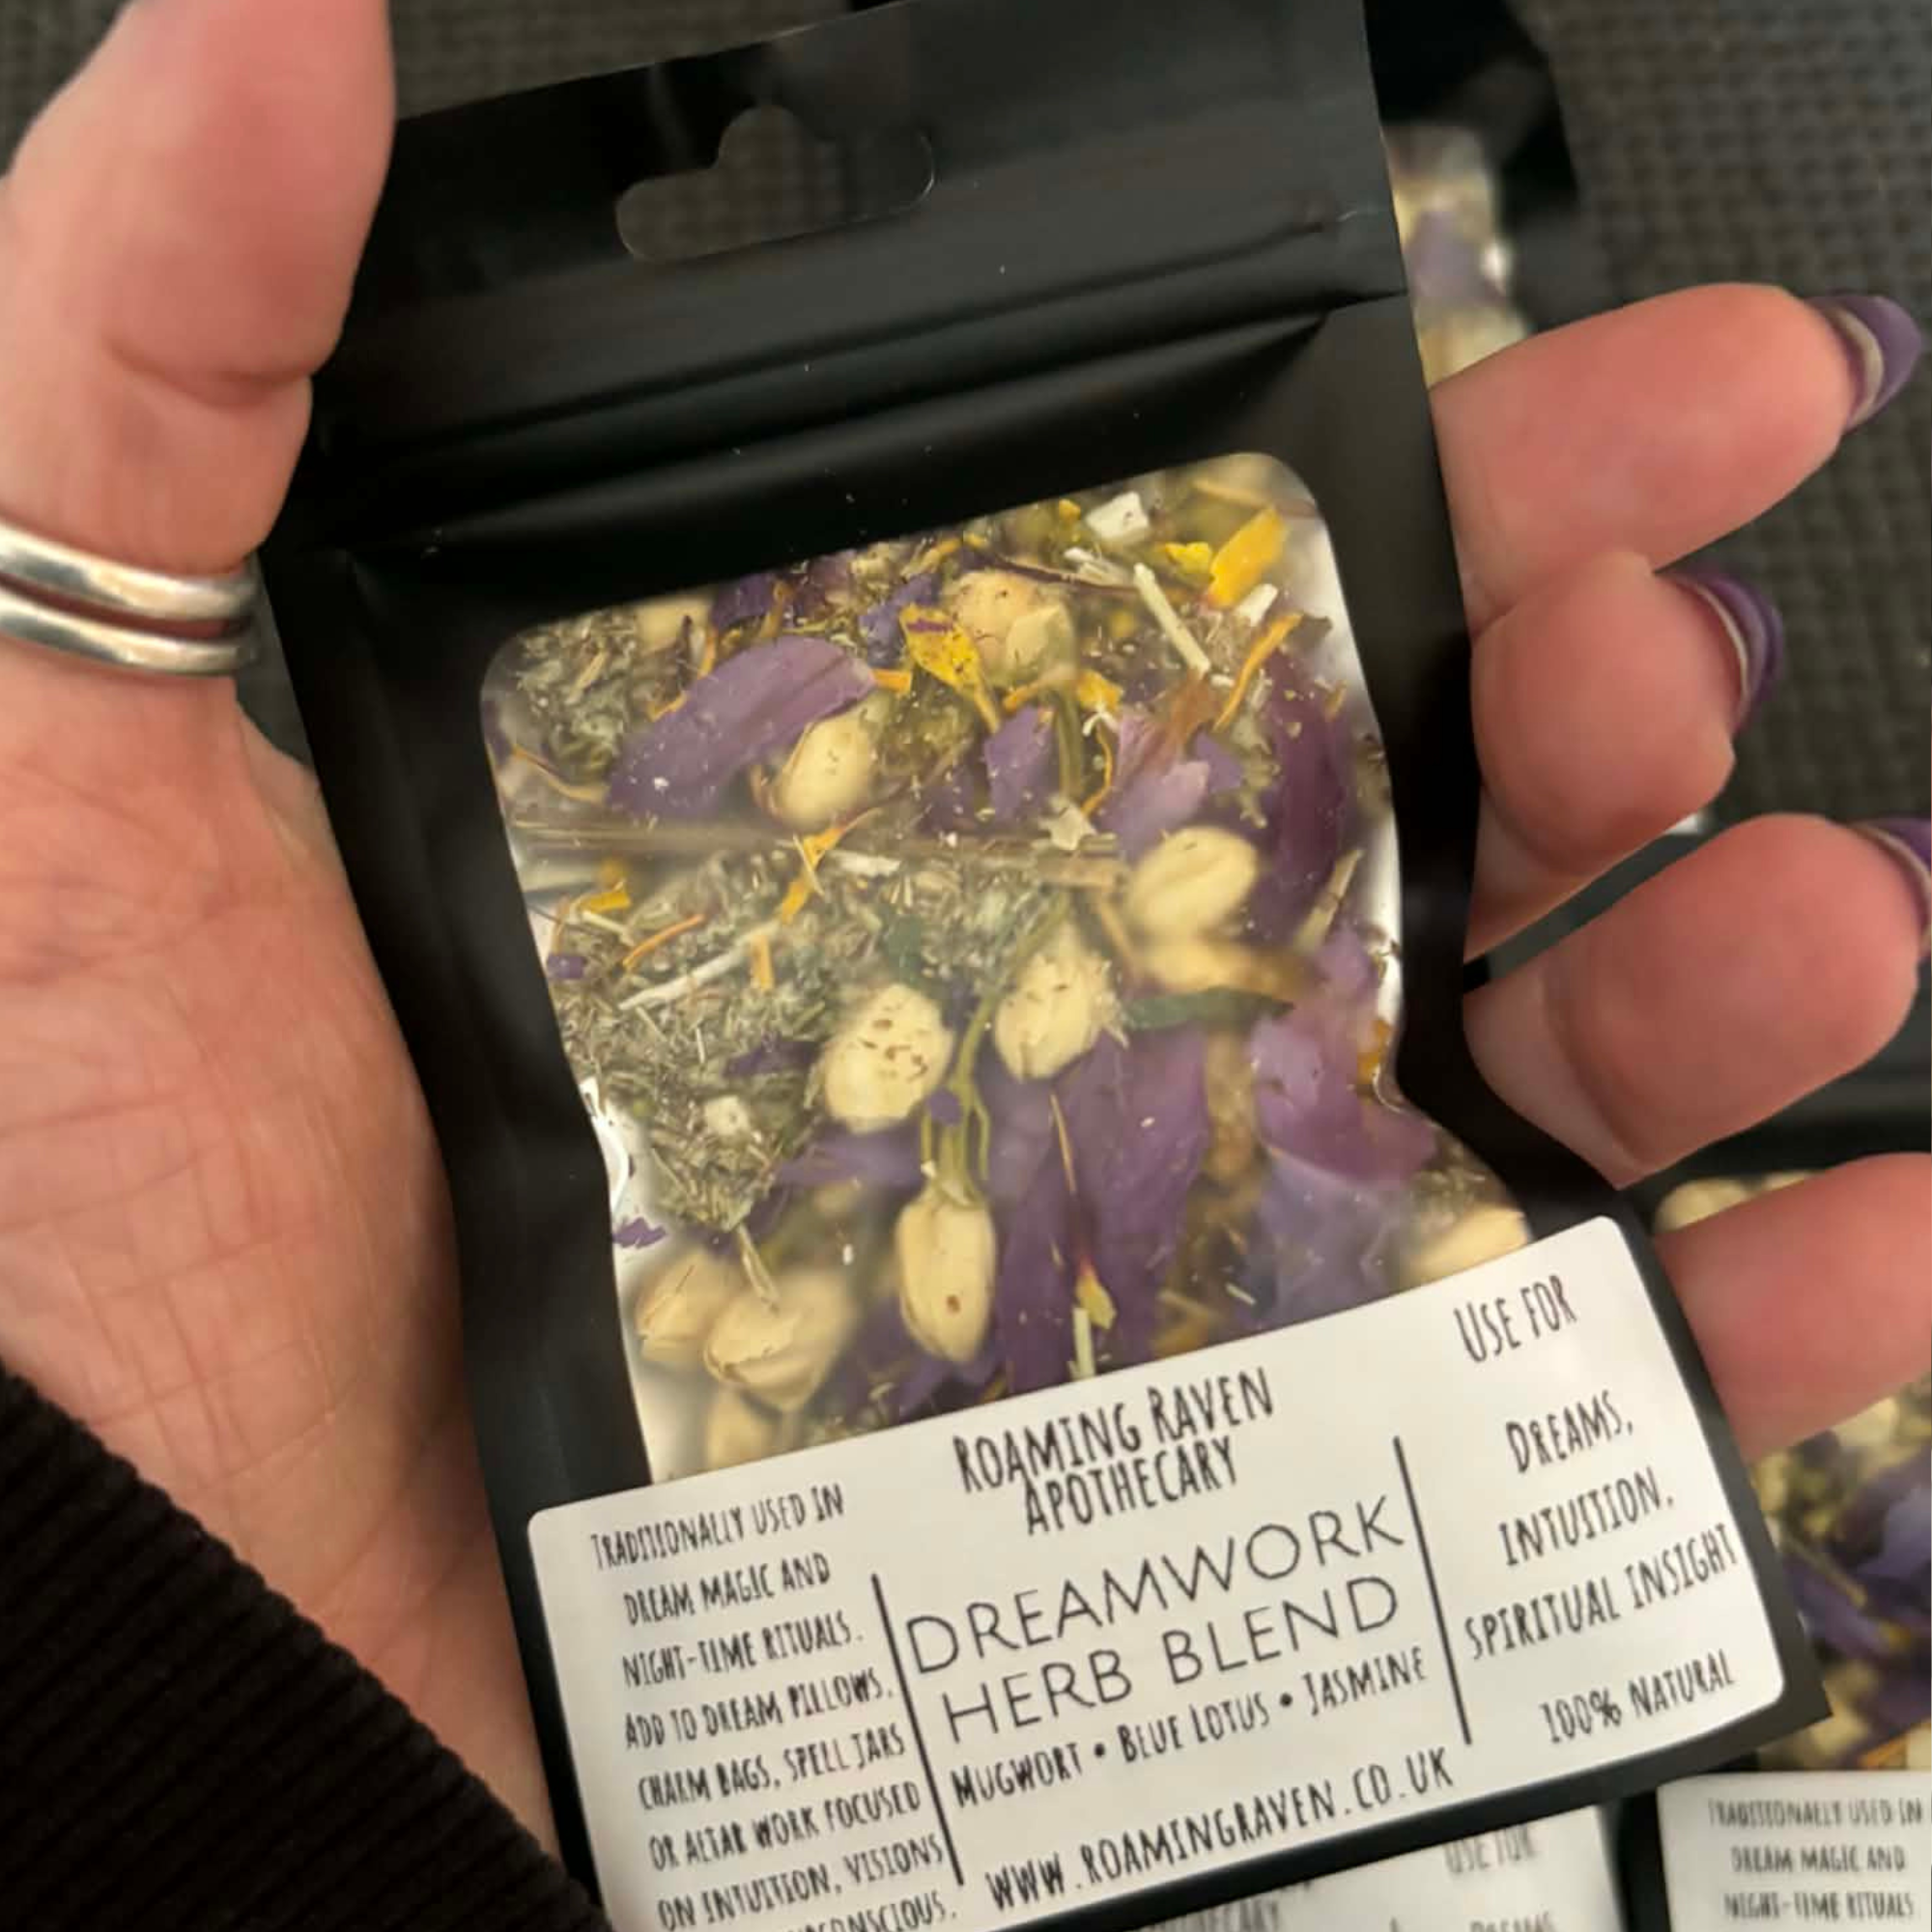 TRADITIONALLY USED IN
DREAM MAGIC AND
NIGHT-TIME RITUALS.
ADD TO DREAM PILLOWS,
CHARM BAGS, SPELL JARS
OR ALTAR WORK FOCUSED
ON INTUITION, VISIONS
ROAMING RAVEN
APOTHECARY
DREAMWORK
HERB BLEND
MUGWORT • BLUE LOTUS • JASMINE
WWW.ROAMINGRAVEN.CO.UK
USE FOR
DREAMS,
INTUITION,
SPIRITUAL INSIGHT
100% NATURAL
USE FOR
TRADITIONALLY USED IN
DREAM MAGIC AND
NIGHT-TIME RITUALS